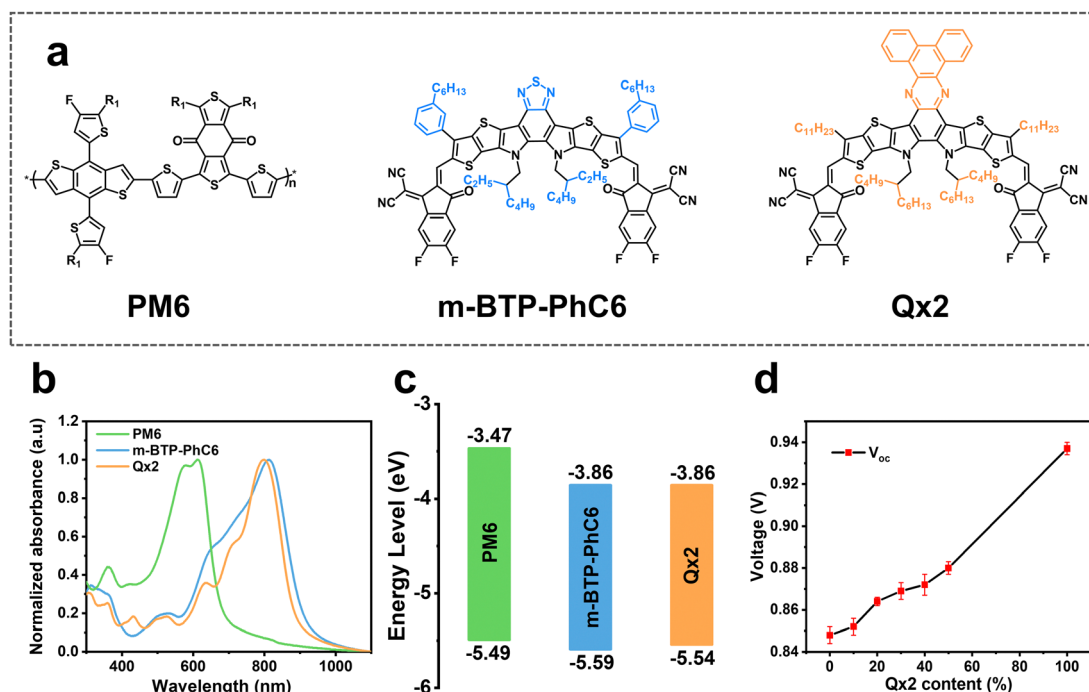 a
F
R₁
S
R₁
S
R₁
O
O
S
S
S
n
S
S
S
R₁
F
PM6
C₆H₁₃
N
S
N
C₆H₁₃
S
S
S
S
N
N
NC
NC
O
C₂H₅
C₄H₉
C₂H₅
C₄H₉
O
CN
CN
F
F
F
F
m-BTP-PhC6
N
N
C₁₁H₂₃
C₁₁H₂₃
S
S
S
S
N
N
NC
NC
O
C₄H₉
C₆H₁₃
C₄H₉
C₆H₁₃
O
CN
CN
F
F
F
F
Qx2
b
Normalized absorbance (a.u)
1.2
1.0
0.8
0.6
0.4
0.2
0.0
PM6
m-BTP-PhC6
Qx2
400
600
800
1000
Wavelength (nm)
c
Energy Level (eV)
-3
-4
-5
-6
-3.47
PM6
-5.49
-3.86
m-BTP-PhC6
-5.59
-3.86
Qx2
-5.54
d
Voltage (V)
0.94
0.92
0.90
0.88
0.86
0.84
Voc
0
20
40
60
80
100
Qx2 content (%)